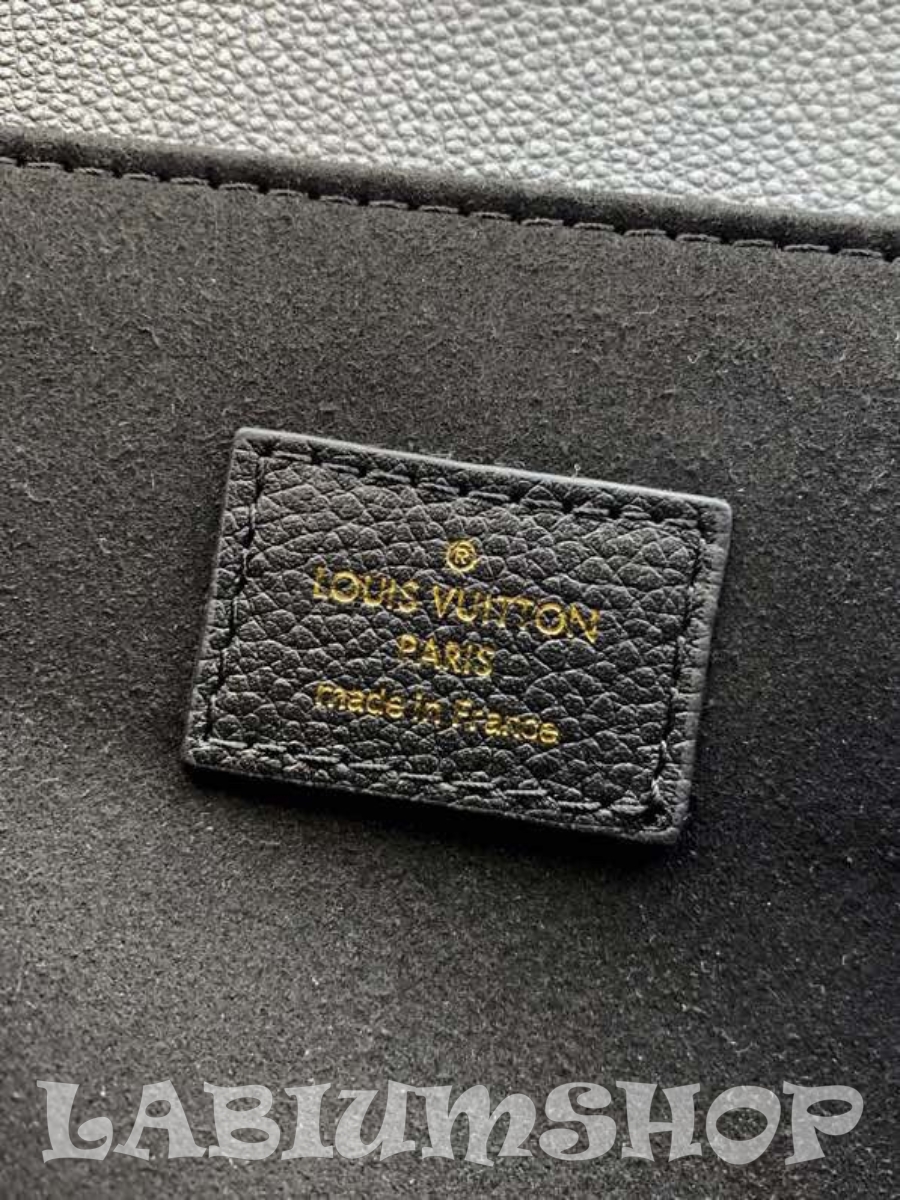 ®
LOUIS VUITTON
PARIS
made in France
LABIUMSHOP